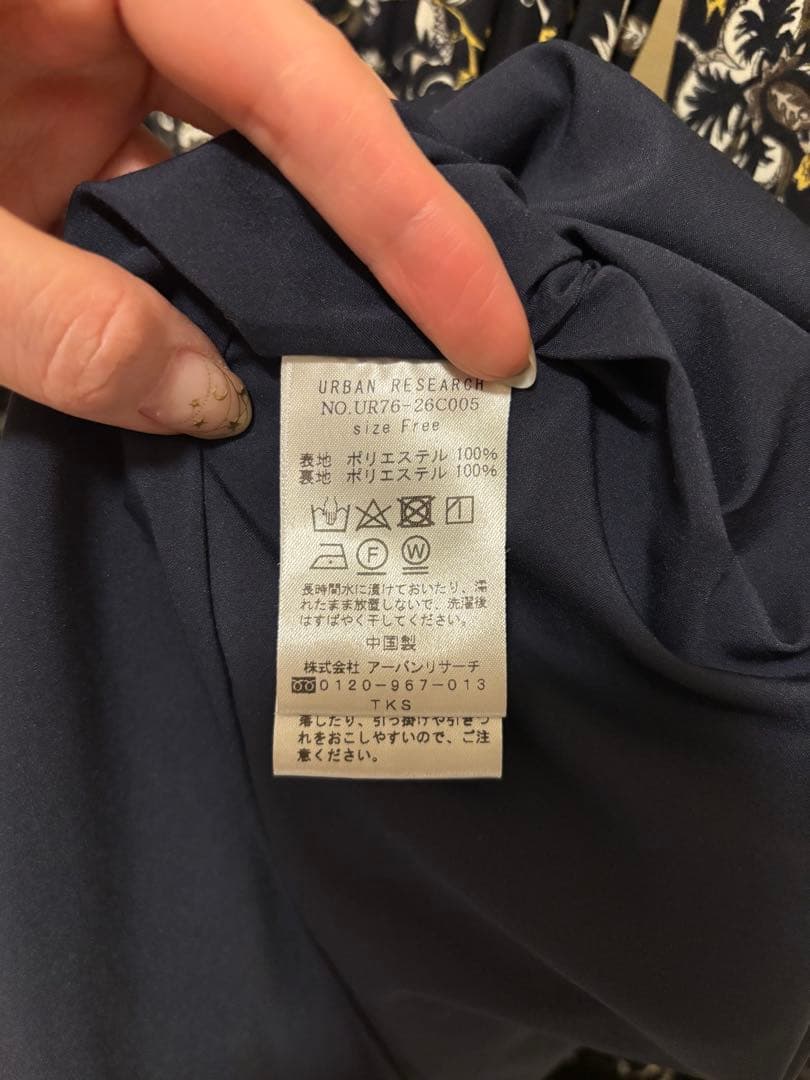 URBAN RESEARCH
NO.UR76-26C005
size Free
表地 ポリエステル 100%
裏地 ポリエステル 100%
F W
長時間水に漬けておいたり、濡
れたまま放置しないで、洗濯後
はすばやく干してください。
中国製
株式会社 アーバンリサーチ
0120-967-013
TKS
落したり、引っ掛けや引きつ
れをおこしやすいので、ご注
意ください。